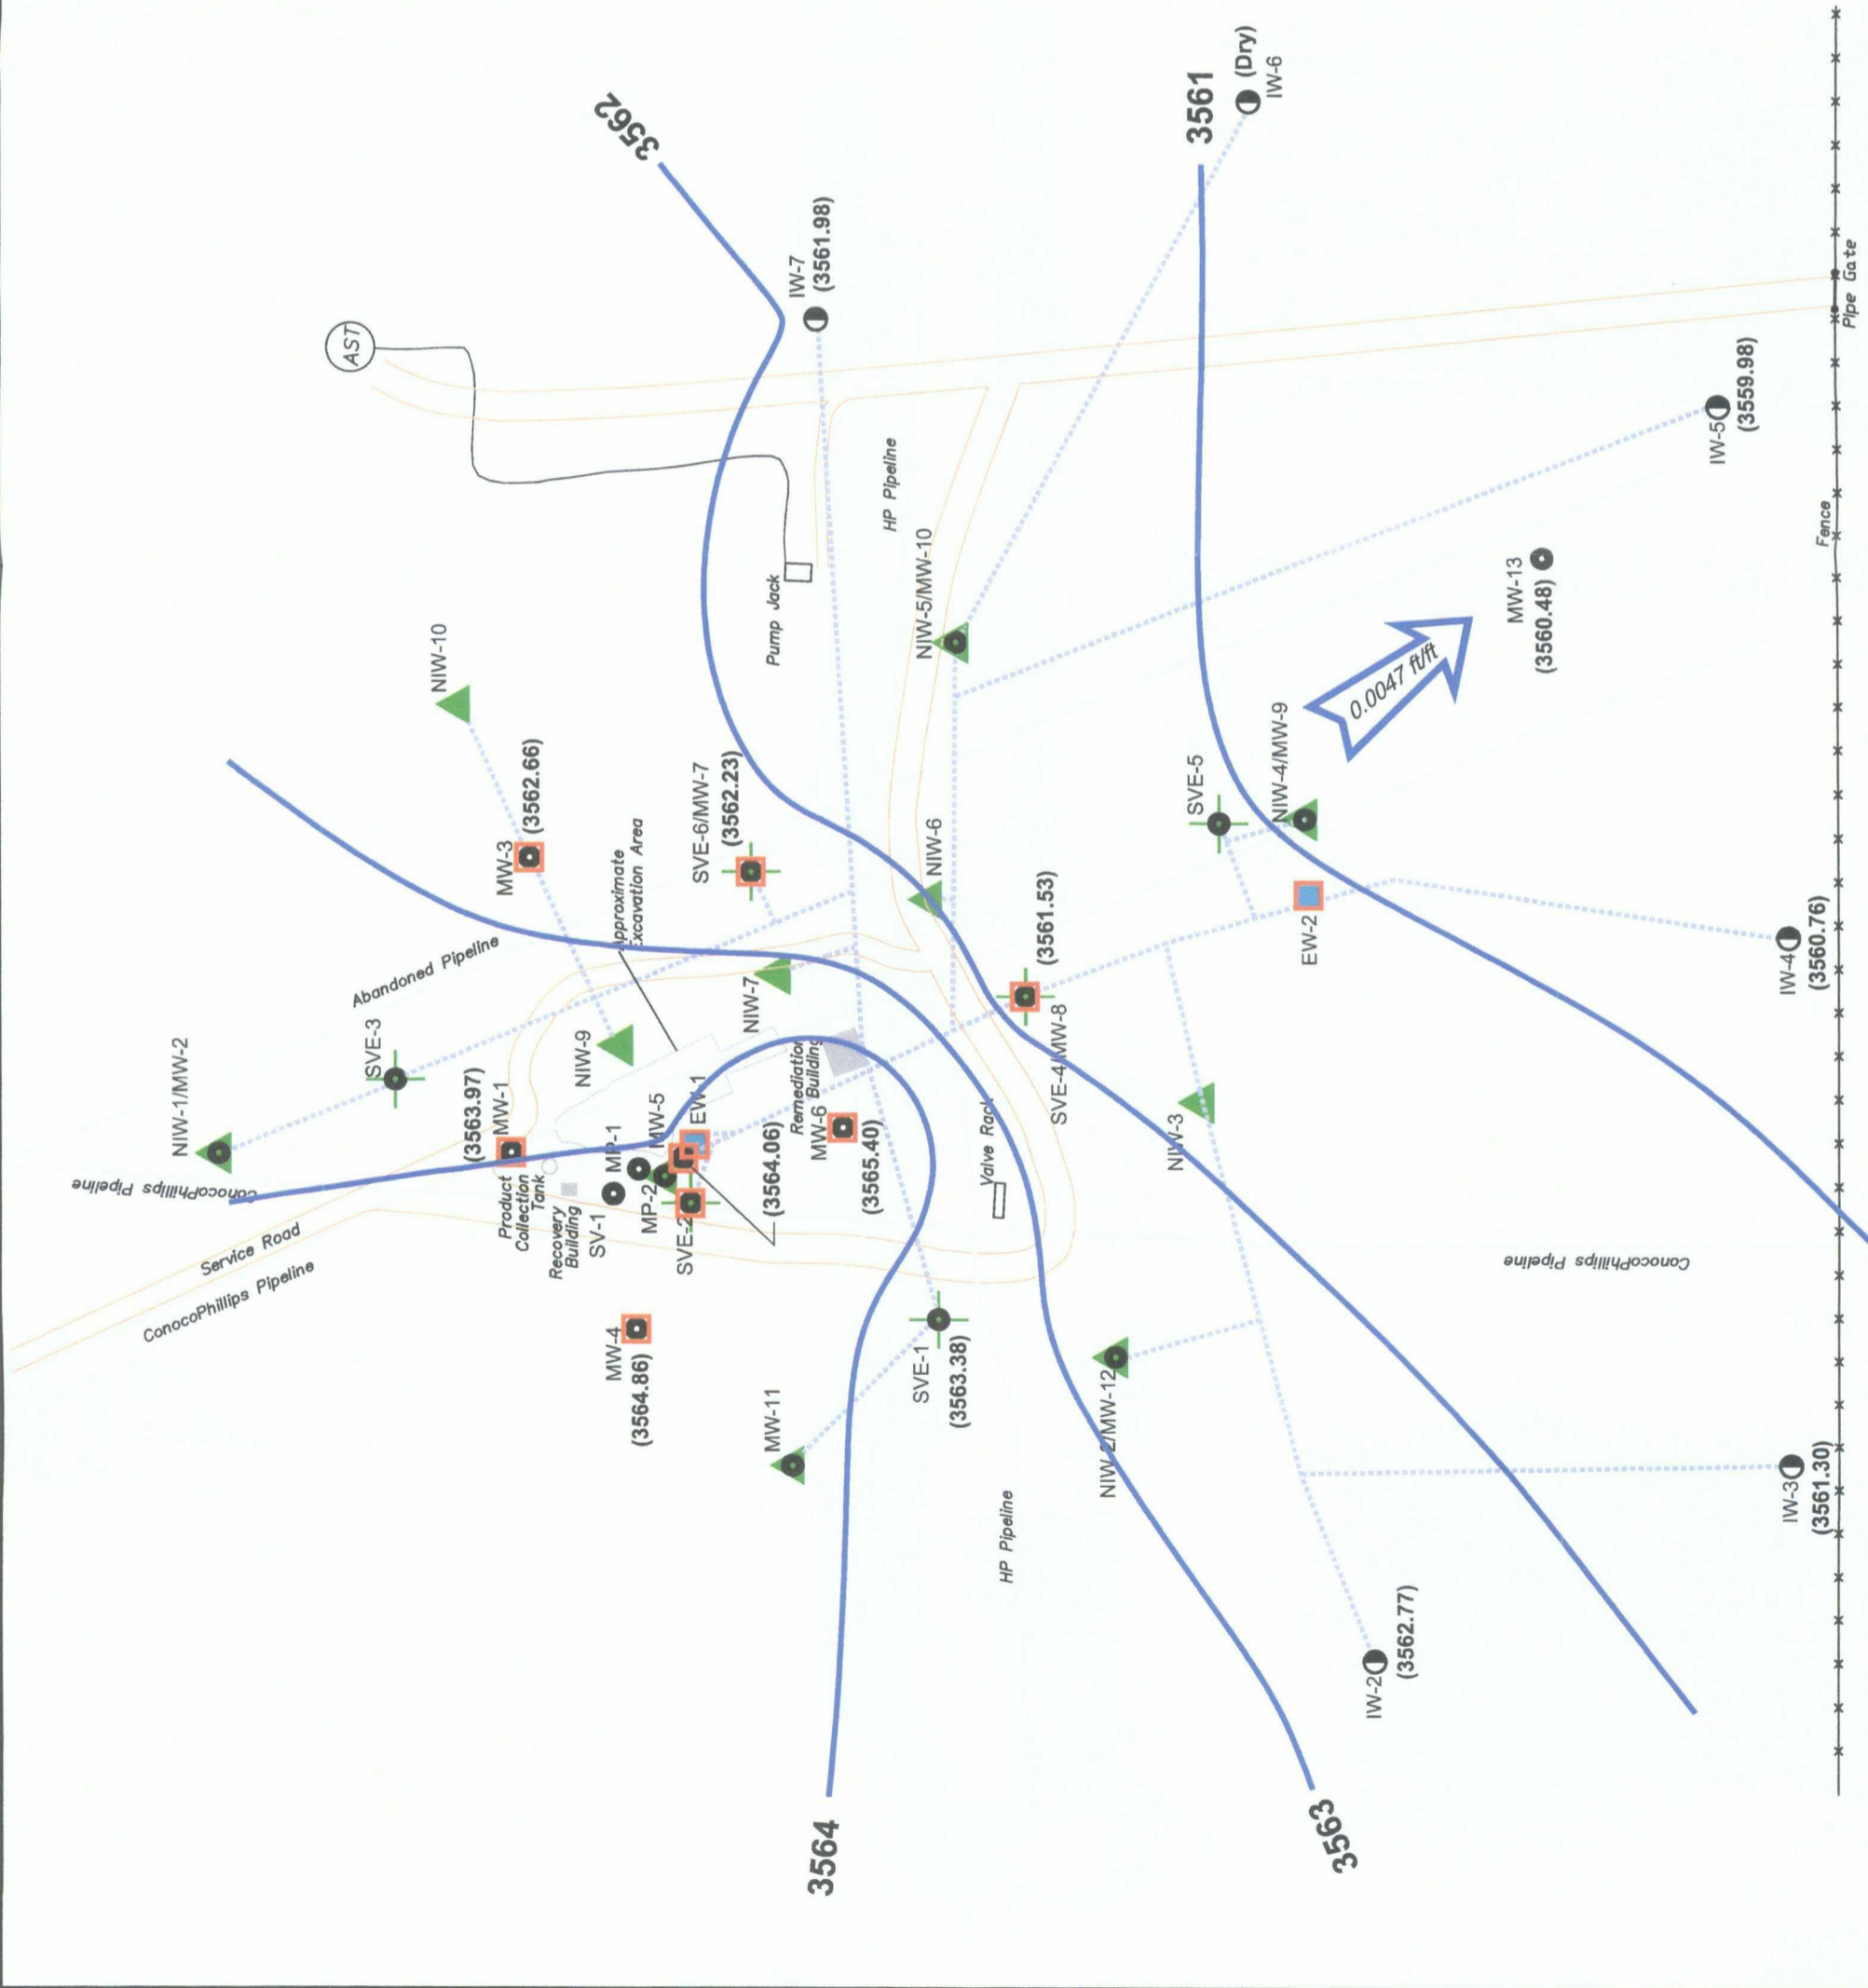 3562
(Dry)
IW-6
3561
IW-7
(3561.98)
AST
Pipe Gate
IW-5
(3559.98)
HP Pipeline
Fence
NIW-5/MW-10
Pump Jack
MW-13
(3560.48)
0.0047 ft/ft
NIW-10
MW-3
(3562.66)
SVE-6/MW-7
(3562.23)
SVE-5
NIW-4/MW-9
NIW-6
Approximate
Excavation Area
(3561.53)
SVE-4/MW-8
EW-2
IW-4
(3560.76)
Abandoned Pipeline
NIW-7
NIW-9
SVE-3
NIW-1/MW-2
(3563.97)
MW-1
MP-1
MW-5
EW-1
Remediation
Building
MW-6
(3565.40)
(3564.06)
Valve Rack
NIW-3
ConocoPhillips Pipeline
Service Road
ConocoPhillips Pipeline
Product
Collection
Tank
Recovery
Building
SV-1
MP-2
SVE-2
MW-4
(3564.86)
SVE-1
(3563.38)
ConocoPhillips Pipeline
MW-11
NIW-2/MW-12
HP Pipeline
IW-3
(3561.30)
IW-2
(3562.77)
3564
3563